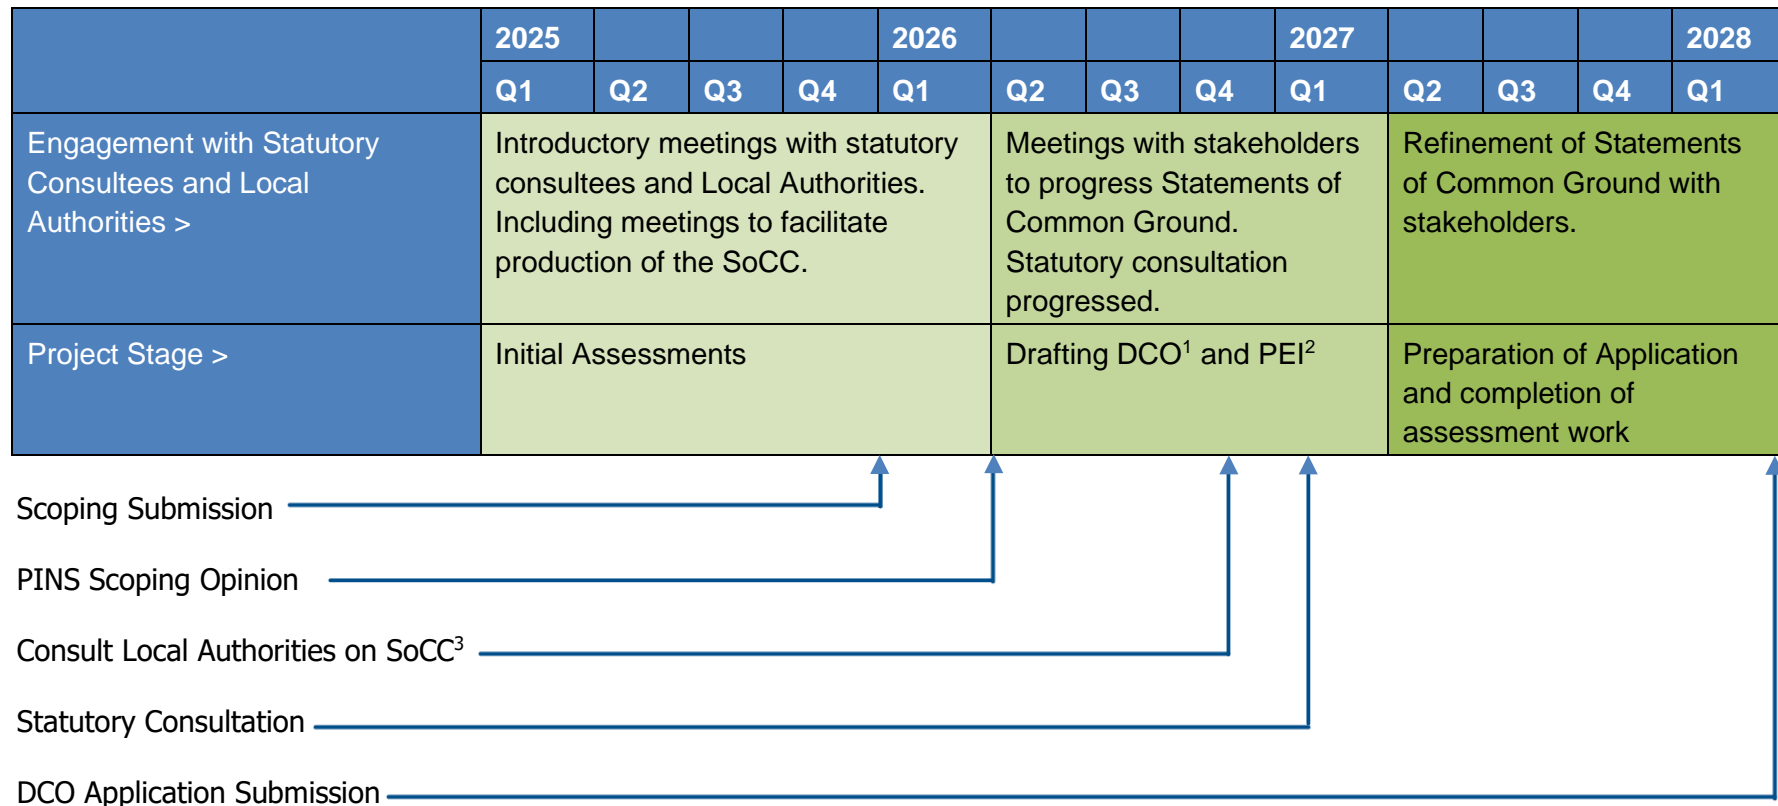 2025 2026 2027 2028
Q1 Q2 Q3 Q4 Q1 Q2 Q3 Q4 Q1 Q2 Q3 Q4 Q1
Engagement with Statutory
Consultees and Local
Authorities >
Introductory meetings with statutory
consultees and Local Authorities.
Including meetings to facilitate
production of the SoCC.
Meetings with stakeholders
to progress Statements of
Common Ground.
Statutory consultation
progressed.
Refinement of Statements
of Common Ground with
stakeholders.
Project Stage >
Initial Assessments
Drafting DCO¹ and PEI²
Preparation of Application
and completion of
assessment work
Scoping Submission
PINS Scoping Opinion
Consult Local Authorities on SoCC³
Statutory Consultation
DCO Application Submission